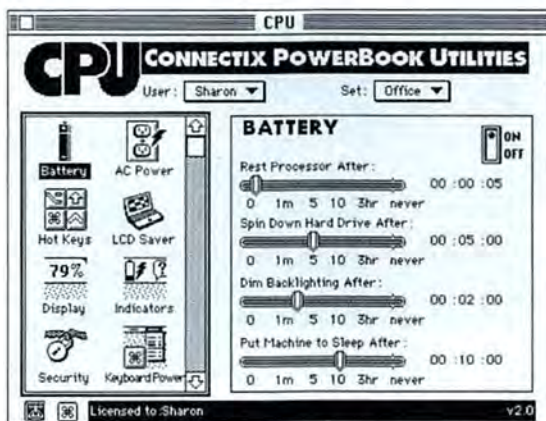 CPU
CPU CONNECTIX POWERBOOK UTILITIES
User: Sharon Set: Office
Battery AC Power
Hot Keys LCD Saver
79%
Display Indicators
Security Keyboard Power
BATTERY
ON
OFF
Rest Processor After:
00:00:05
0 1m 5 10 3hr never
Spin Down Hard Drive After:
00:05:00
0 1m 5 10 3hr never
Dim Backlighting After:
00:02:00
0 1m 5 10 3hr never
Put Machine to Sleep After:
00:10:00
0 1m 5 10 3hr never
Licensed to:Sharon v2.0